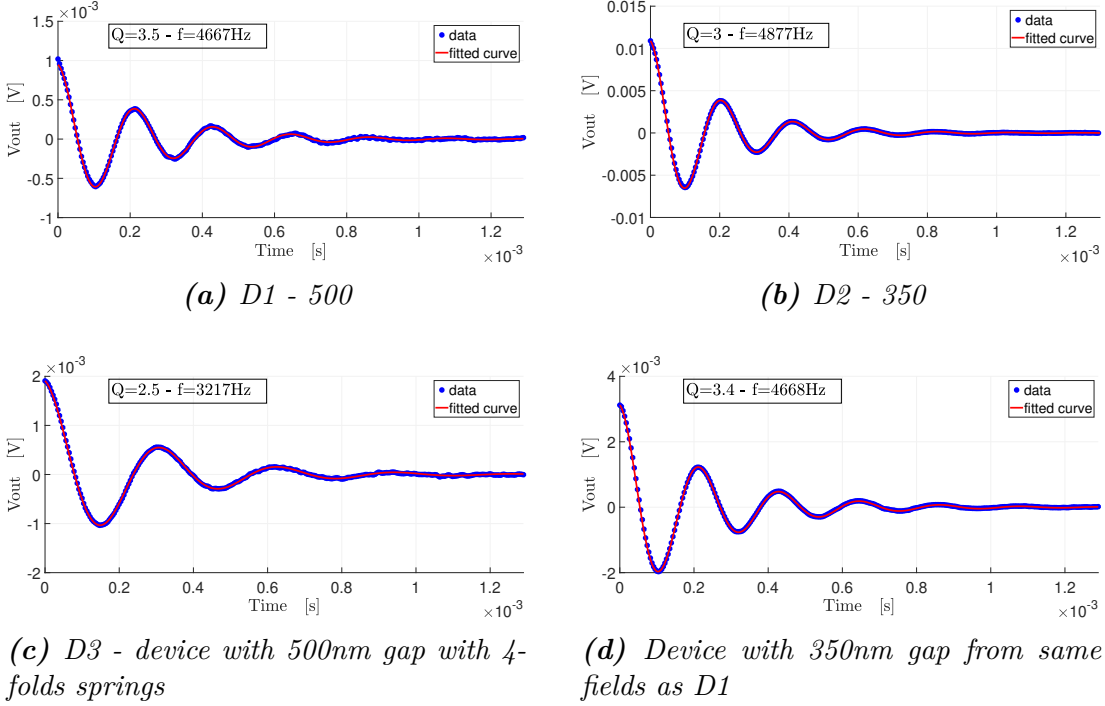 ×10⁻³
1.5
1
0.5
0
-0.5
-1
Vout [V]
Q=3.5 - f=4667Hz
data
fitted curve
0 0.2 0.4 0.6 0.8 1 1.2
Time [s]
×10⁻³
(a) D1 - 500
0.015
0.01
0.005
0
-0.005
-0.01
Vout [V]
Q=3 - f=4877Hz
data
fitted curve
0 0.2 0.4 0.6 0.8 1 1.2
Time [s]
×10⁻³
(b) D2 - 350
×10⁻³
2
1
0
-1
-2
Vout [V]
Q=2.5 - f=3217Hz
data
fitted curve
0 0.2 0.4 0.6 0.8 1 1.2
Time [s]
×10⁻³
(c) D3 - device with 500nm gap with 4-
folds springs
×10⁻³
4
2
0
-2
Vout [V]
Q=3.4 - f=4668Hz
data
fitted curve
0 0.2 0.4 0.6 0.8 1 1.2
Time [s]
×10⁻³
(d) Device with 350nm gap from same
fields as D1